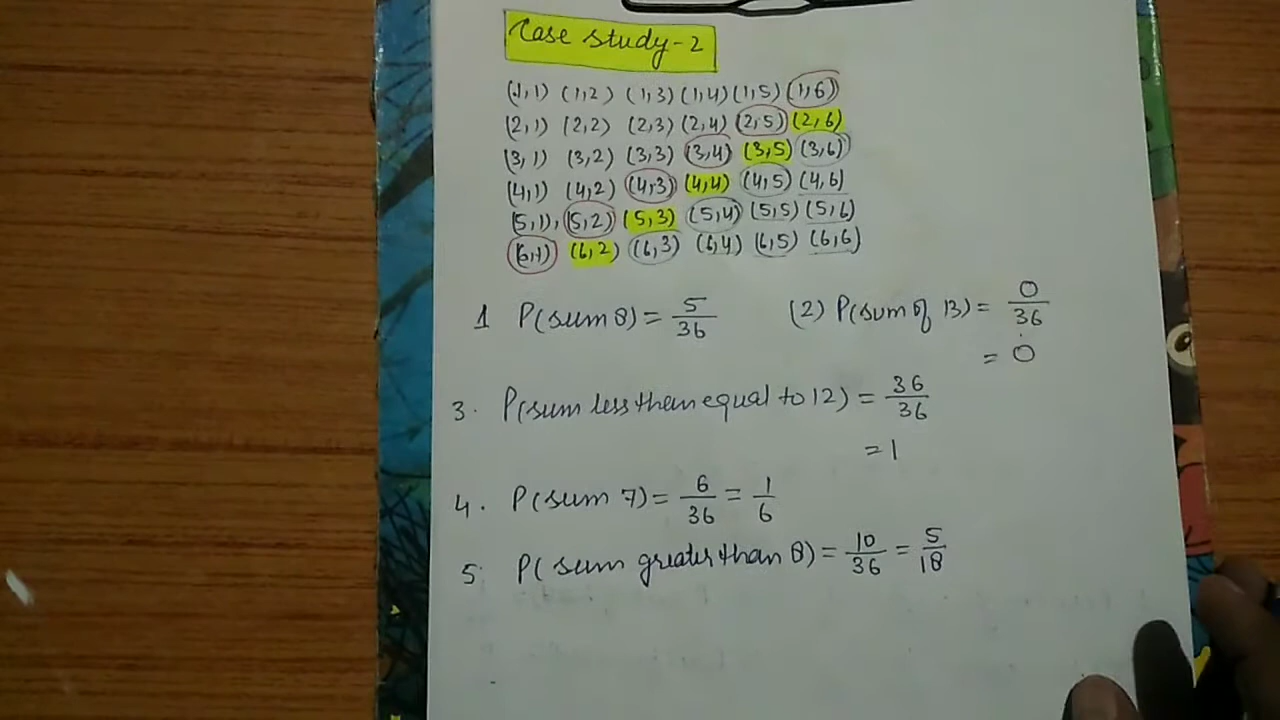 Case study-2
(1,1) (1,2) (1,3) (1,4) (1,5) (1,6)
(2,1) (2,2) (2,3) (2,4) (2,5) (2,6)
(3,1) (3,2) (3,3) (3,4) (3,5) (3,6)
(4,1) (4,2) (4,3) (4,4) (4,5) (4,6)
(5,1), (5,2) (5,3) (5,4) (5,5) (5,6)
(6,1) (6,2) (6,3) (6,4) (6,5) (6,6)
1 P(sum 8) = 5/36 (2) P(sum of 13) = 0/36
= 0
3. P(sum less then equal to 12) = 36/36
= 1
4. P(sum 7) = 6/36 = 1/6
5. P(sum greater than 8) = 10/36 = 5/18